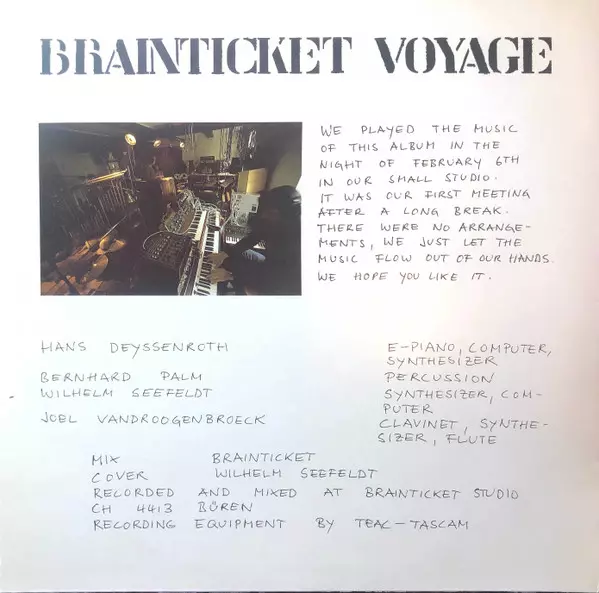 BRAINTICKET VOYAGE
WE PLAYED THE MUSIC
OF THIS ALBUM IN THE
NIGHT OF FEBRUARY 6TH
IN OUR SMALL STUDIO.
IT WAS OUR FIRST MEETING
AFTER A LONG BREAK.
THERE WERE NO ARRANGE-
MENTS, WE JUST LET THE
MUSIC FLOW OUT OF OUR HANDS.
WE HOPE YOU LIKE IT.
HANS DEYSSENROTH E-PIANO, COMPUTER,
SYNTHESIZER
BERNHARD PALM PERCUSSION
WILHELM SEEFELDT SYNTHESIZER, COM-
PUTER
JOEL VANDROOGENBROECK CLAVINET, SYNTHE-
SIZER, FLUTE
MIX BRAINTICKET
COVER WILHELM SEEFELDT
RECORDED AND MIXED AT BRAINTICKET STUDIO
CH 4413 BÜREN
RECORDING EQUIPMENT BY TEAC-TASCAM